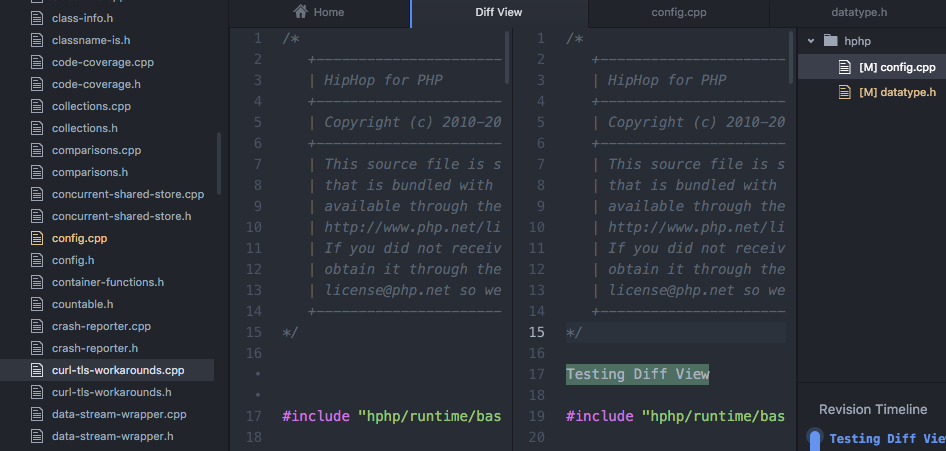 class-info.h
classname-is.h
code-coverage.cpp
code-coverage.h
collections.cpp
collections.h
comparisons.cpp
comparisons.h
concurrent-shared-store.cpp
concurrent-shared-store.h
config.cpp
config.h
container-functions.h
countable.h
crash-reporter.cpp
crash-reporter.h
curl-tls-workarounds.cpp
curl-tls-workarounds.h
data-stream-wrapper.cpp
data-stream-wrapper.h
Home
Diff View
config.cpp
datatype.h
1 /*
2 +----------------------
3 | HipHop for PHP
4 +----------------------
5 | Copyright (c) 2010-20
6 +----------------------
7 | This source file is s
8 | that is bundled with
9 | available through the
10 | http://www.php.net/li
11 | If you did not receiv
12 | obtain it through the
13 | license@php.net so we
14 +----------------------
15 */
16
•
•
17 #include "hphp/runtime/bas
18
1 /*
2 +----------------------
3 | HipHop for PHP
4 +----------------------
5 | Copyright (c) 2010-20
6 +----------------------
7 | This source file is s
8 | that is bundled with
9 | available through the
10 | http://www.php.net/li
11 | If you did not receiv
12 | obtain it through the
13 | license@php.net so we
14 +----------------------
15 */
16
17 Testing Diff View
18
19 #include "hphp/runtime/bas
20
hphp
[M] config.cpp
[M] datatype.h
Revision Timeline
Testing Diff Vie